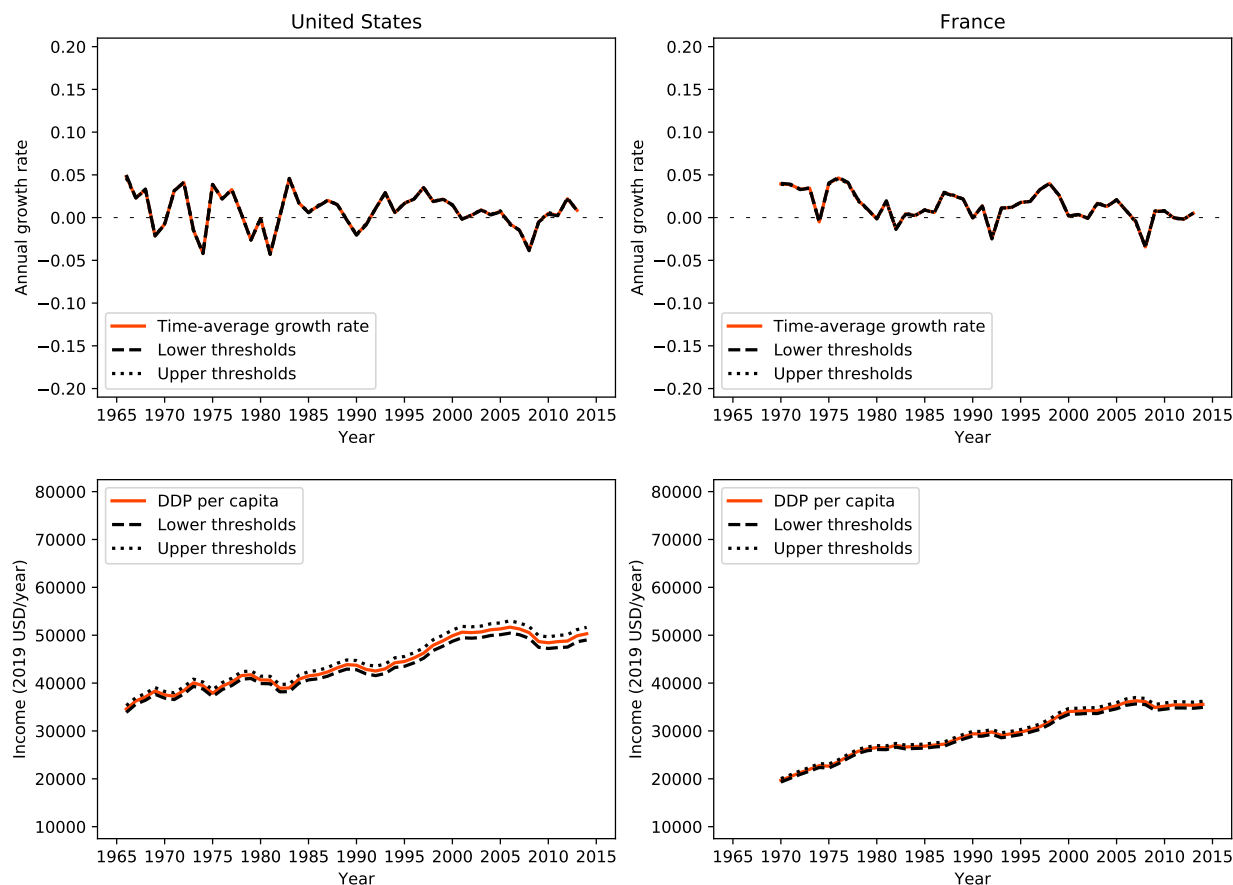 United States
0.20
0.15
0.10
0.05
0.00
−0.05
−0.10
−0.15
−0.20
Annual growth rate
Time-average growth rate
Lower thresholds
Upper thresholds
1965 1970 1975 1980 1985 1990 1995 2000 2005 2010 2015
Year
France
0.20
0.15
0.10
0.05
0.00
−0.05
−0.10
−0.15
−0.20
Annual growth rate
Time-average growth rate
Lower thresholds
Upper thresholds
1965 1970 1975 1980 1985 1990 1995 2000 2005 2010 2015
Year
80000
70000
60000
50000
40000
30000
20000
10000
Income (2019 USD/year)
DDP per capita
Lower thresholds
Upper thresholds
1965 1970 1975 1980 1985 1990 1995 2000 2005 2010 2015
Year
80000
70000
60000
50000
40000
30000
20000
10000
Income (2019 USD/year)
DDP per capita
Lower thresholds
Upper thresholds
1965 1970 1975 1980 1985 1990 1995 2000 2005 2010 2015
Year